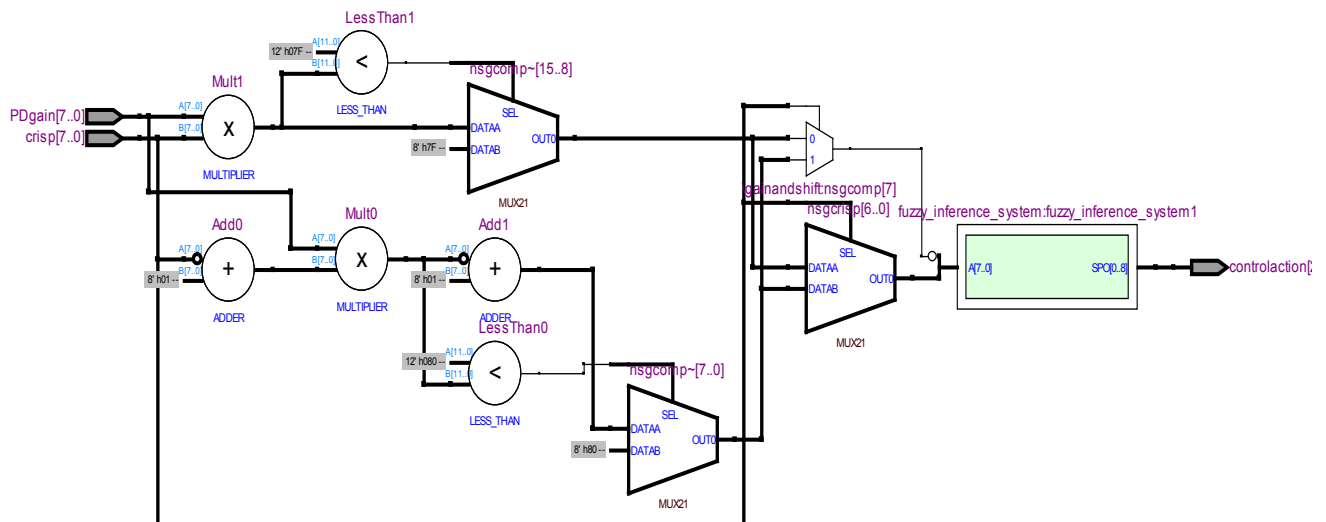 LessThan1
A[11..0]
12' h07F --
B[11..0]
<
LESS_THAN
nsgcomp~[15..8]
SEL
DATAA
OUT0
8' h7F --
DATAB
MUX21
Mult1
PDgain[7..0]
A[7..0]
crisp[7..0]
B[7..0]
X
MULTIPLIER
0
1
gainandshift:nsgcomp[7]
nsgcrisp[6..0]
SEL
DATAA
DATAB
OUT0
MUX21
fuzzy_inference_system:fuzzy_inference_system1
A[7..0]
SPO[0..8]
Add0
A[7..0]
8' h01 --
B[7..0]
+
ADDER
Mult0
A[7..0]
B[7..0]
X
MULTIPLIER
Add1
A[7..0]
8' h01 --
B[7..0]
+
ADDER
LessThan0
12' h080 --
A[11..0]
B[11..0]
<
LESS_THAN
nsgcomp~[7..0]
SEL
DATAA
OUT0
8' h80 --
DATAB
MUX21